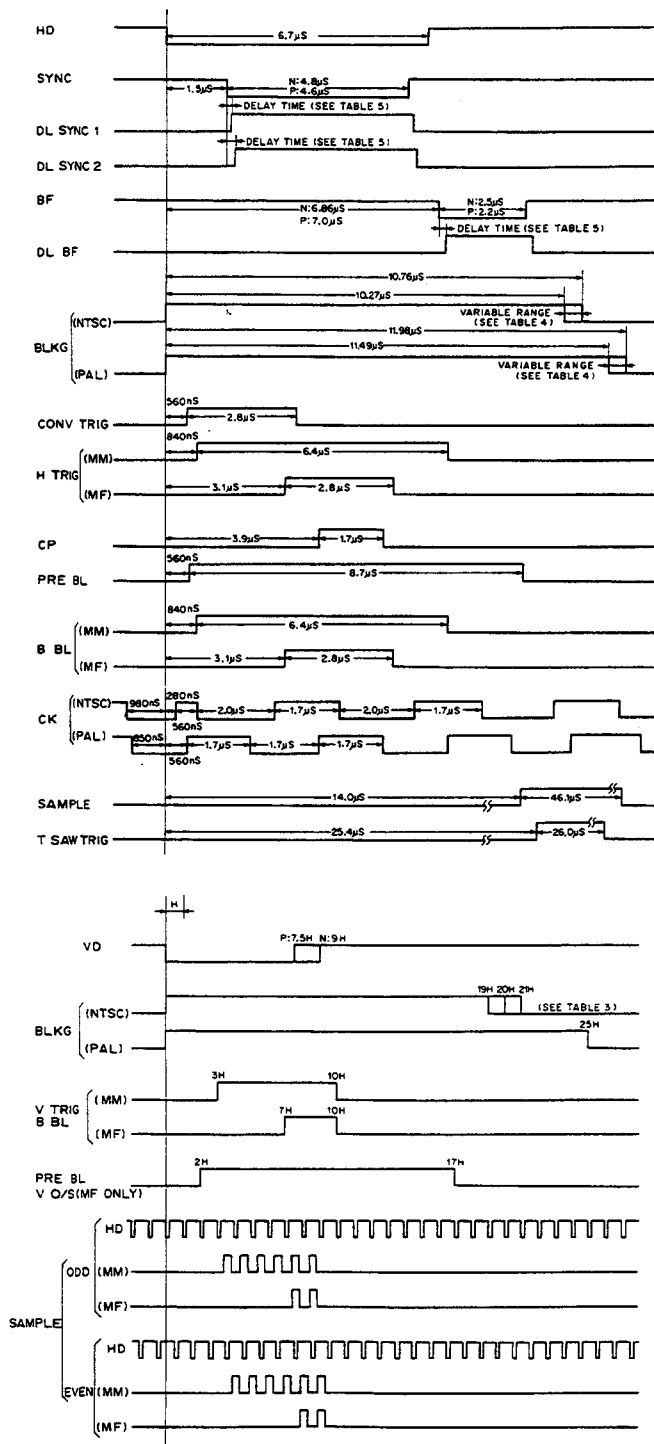 HD
6.7μS
SYNC
1.5μS
N:4.8μS
P:4.6μS
DELAY TIME (SEE TABLE 5)
DL SYNC 1
DELAY TIME (SEE TABLE 5)
DL SYNC 2
BF
N:6.86μS
P:7.0μS
N:2.5μS
P:2.2μS
DELAY TIME (SEE TABLE 5)
DL BF
10.76μS
10.27μS
(NTSC)
VARIABLE RANGE
(SEE TABLE 4)
BLKG
11.98μS
11.49μS
(PAL)
VARIABLE RANGE
(SEE TABLE 4)
560nS
CONV TRIG
2.8μS
840nS
H TRIG
(MM)
6.4μS
(MF)
3.1μS
2.8μS
CP
3.9μS
1.7μS
560nS
PRE BL
8.7μS
840nS
B BL
(MM)
6.4μS
(MF)
3.1μS
2.8μS
CK
(NTSC)
980nS
280nS
560nS
2.0μS
1.7μS
2.0μS
1.7μS
(PAL)
850nS
560nS
1.7μS
1.7μS
1.7μS
SAMPLE
14.0μS
46.1μS
T SAW TRIG
25.4μS
26.0μS
H
VD
P:7.5H N:9H
BLKG
(NTSC)
19H 20H 21H
(SEE TABLE 3)
(PAL)
25H
V TRIG
B BL
(MM)
3H
10H
(MF)
7H
10H
PRE BL
V O/S(MF ONLY)
2H
17H
SAMPLE
ODD
HD
(MM)
(MF)
EVEN
HD
(MM)
(MF)